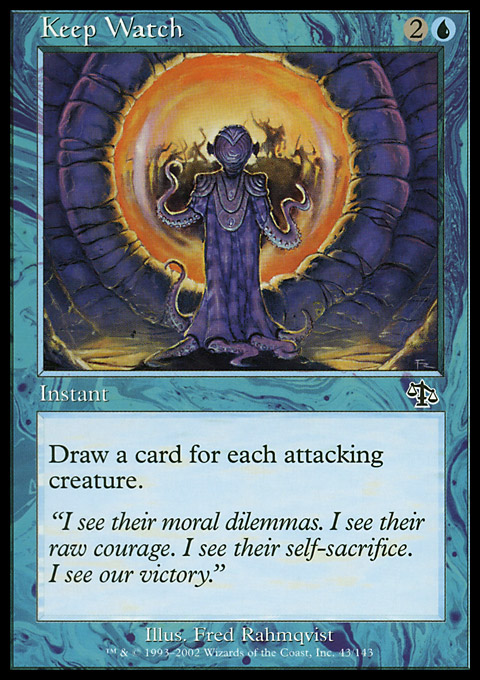 Keep Watch 2
Instant
Draw a card for each attacking
creature.
“I see their moral dilemmas. I see their
raw courage. I see their self-sacrifice.
I see our victory.”
Illus. Fred Rahmqvist
™ & © 1993–2002 Wizards of the Coast, Inc. 43/143